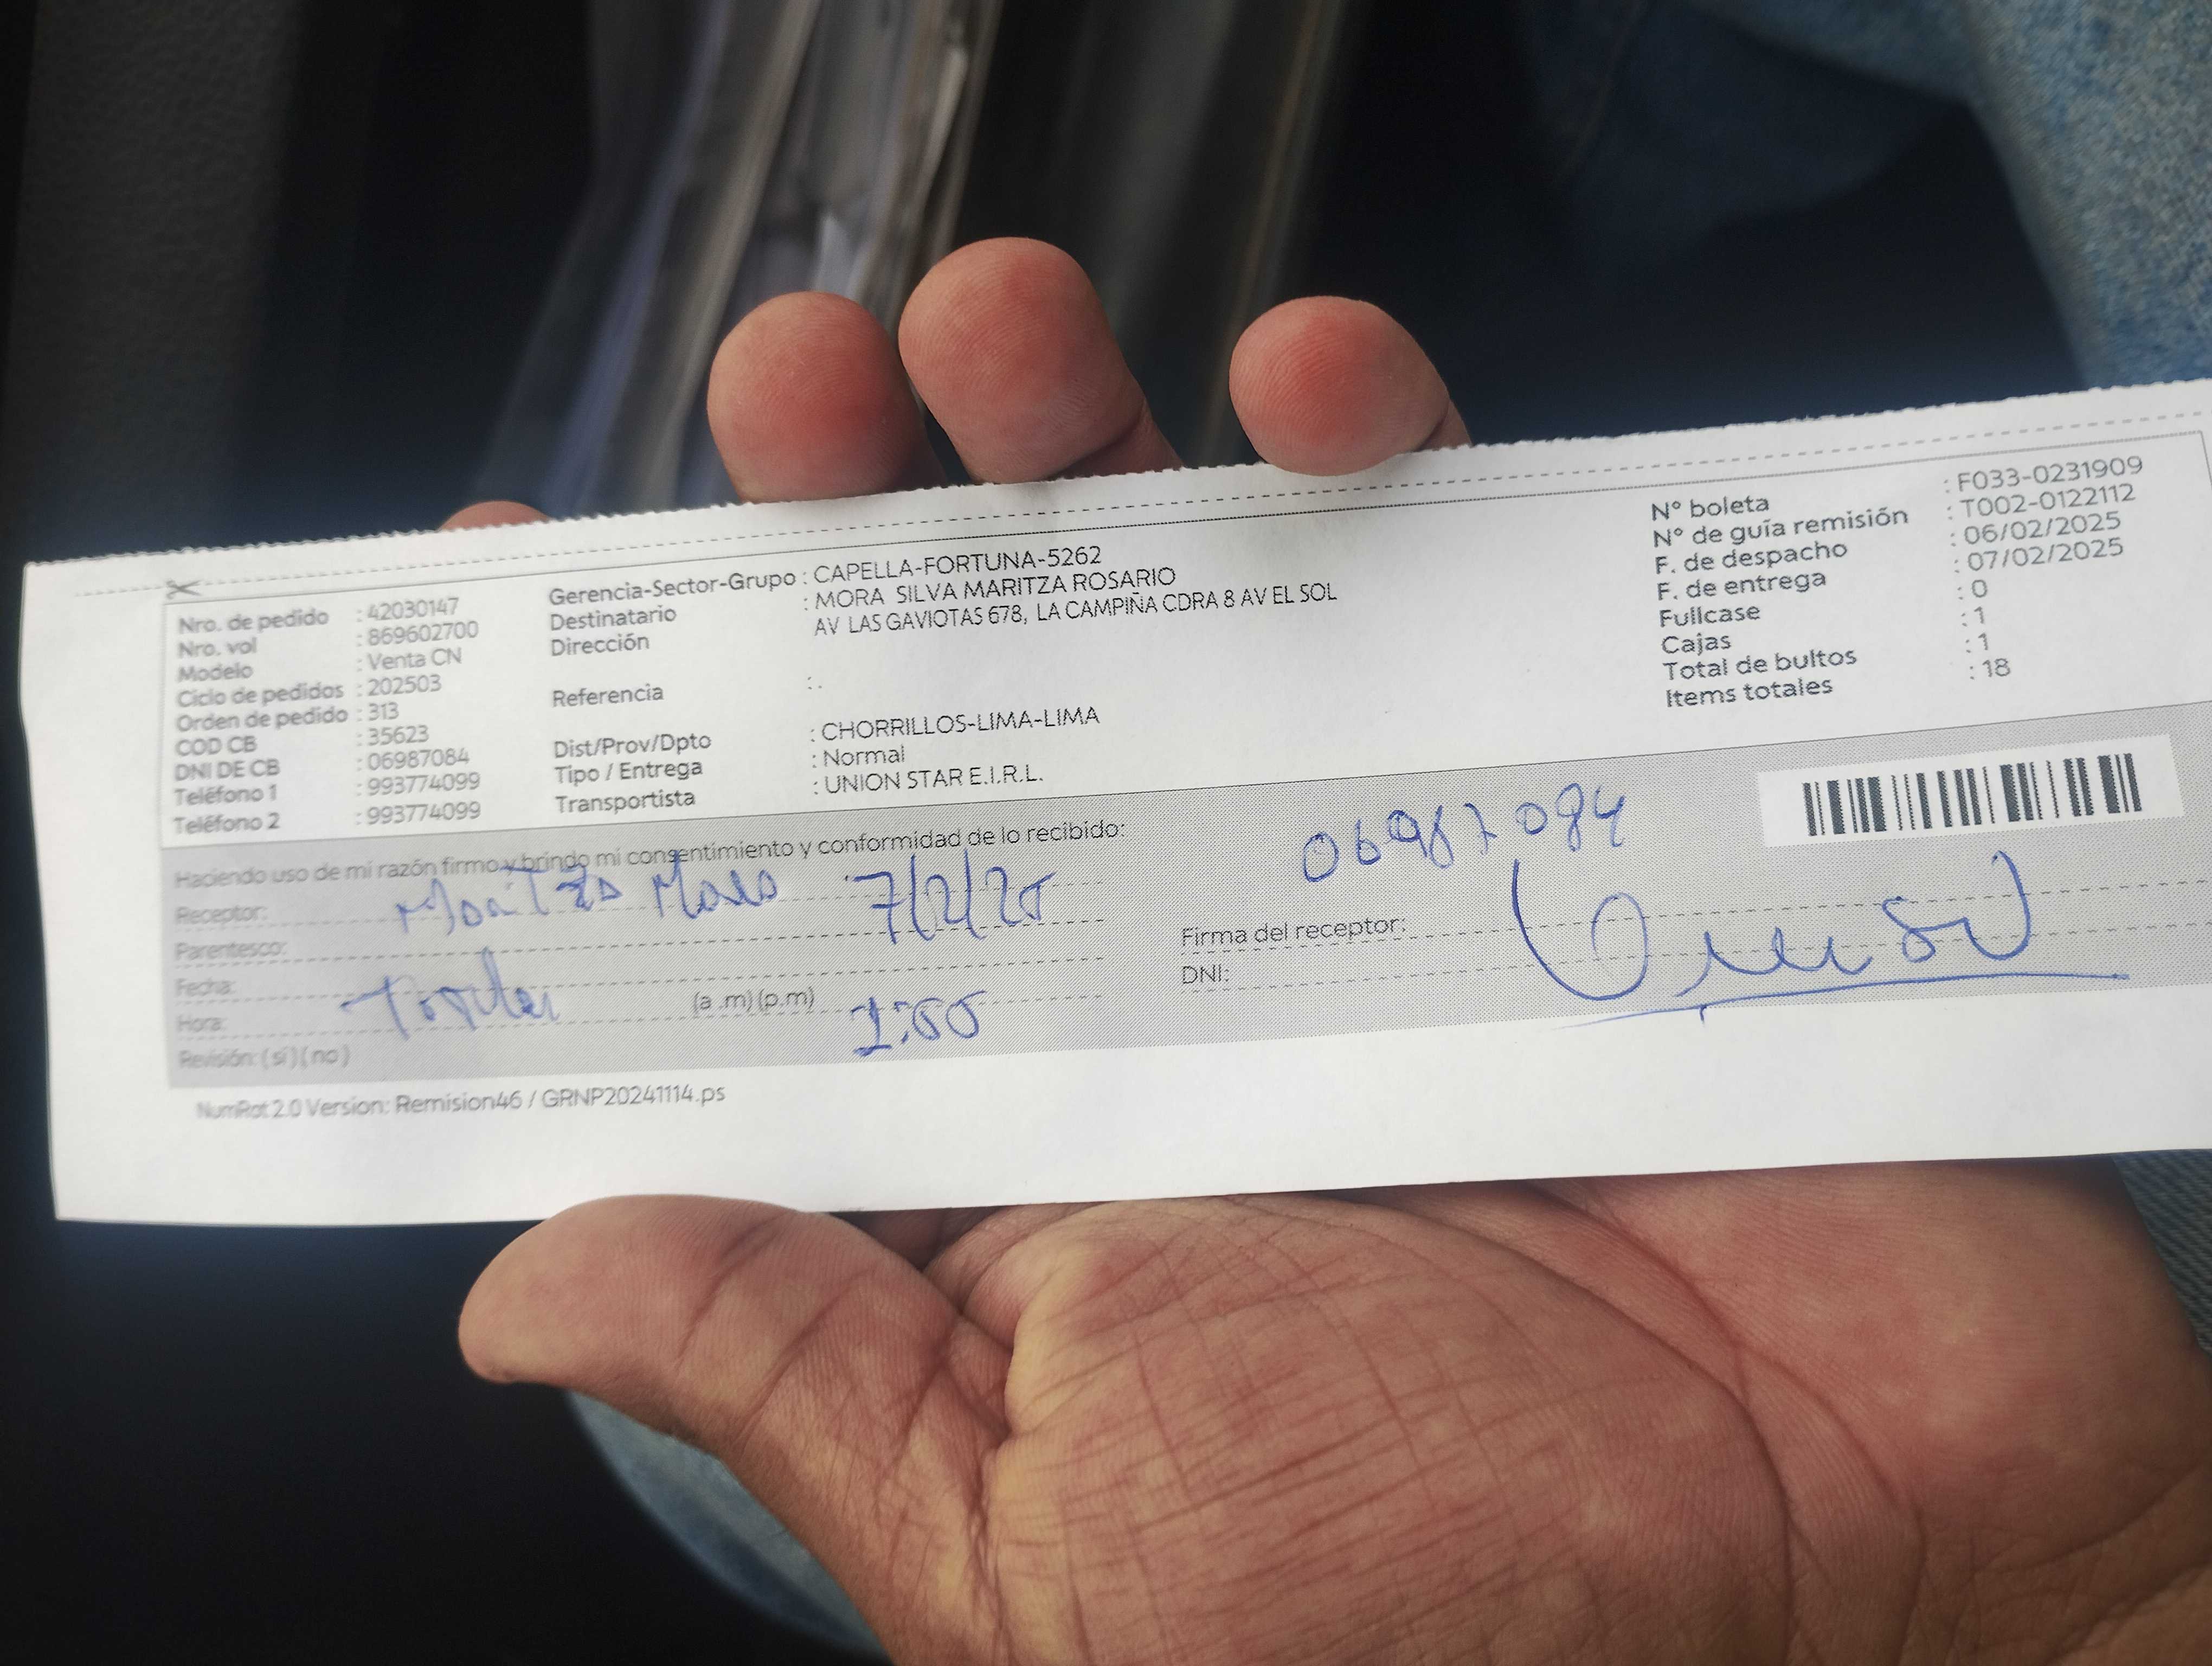 Nro. de pedido : 42030147
Nro. vol : 869602700
Modelo : Venta CN
Ciclo de pedidos : 202503
Orden de pedido : 313
COD CB : 35623
DNI DE CB : 06987084
Teléfono 1 : 993774099
Teléfono 2 : 993774099
Gerencia-Sector-Grupo : CAPELLA-FORTUNA-5262
Destinatario : MORA SILVA MARITZA ROSARIO
Dirección AV LAS GAVIOTAS 678, LA CAMPIÑA CDRA 8 AV EL SOL
Referencia : .
Dist/Prov/Dpto : CHORRILLOS-LIMA-LIMA
Tipo / Entrega : Normal
Transportista : UNION STAR E.I.R.L.
N° boleta : F033-0231909
N° de guía remisión : T002-0122112
F. de despacho : 06/02/2025
F. de entrega : 07/02/2025
Fullcase : 0
Cajas : 1
Total de bultos : 1
Items totales : 18
Haciendo uso de mi razón firmo y brindo mi consentimiento y conformidad de lo recibido:
Receptor: Mora 7/2/25
Parentesco:
Fecha:
Hora: (a .m) (p.m)
Revisión: ( sí ) ( no )
06987084
Firma del receptor:
DNI:
NumRot 2.0 Version: Remision46 / GRNP20241114.ps